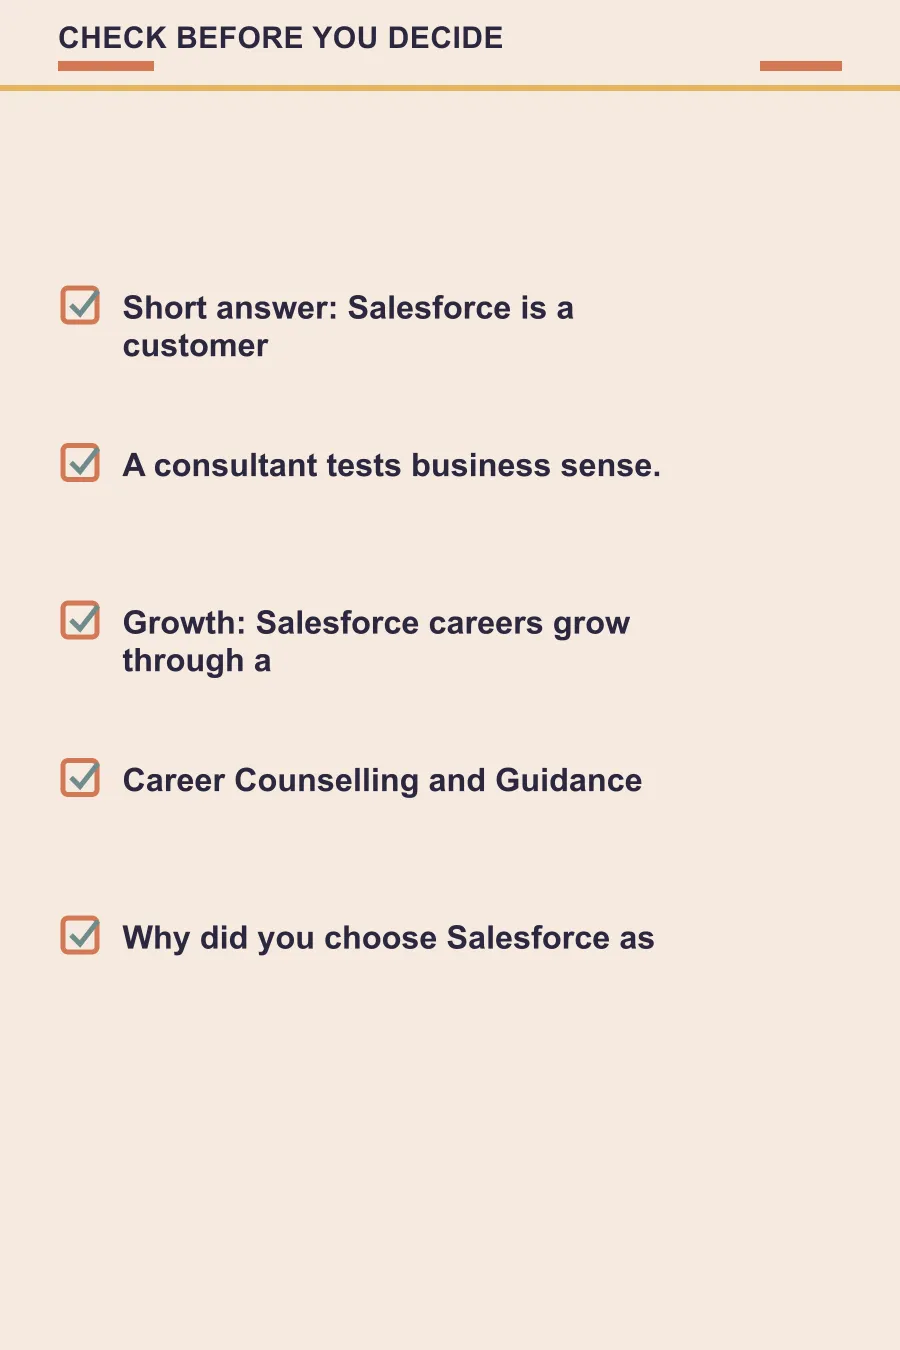 CHECK BEFORE YOU DECIDE
Short answer: Salesforce is a
customer
A consultant tests business sense.
Growth: Salesforce careers grow
through a
Career Counselling and Guidance
Why did you choose Salesforce as